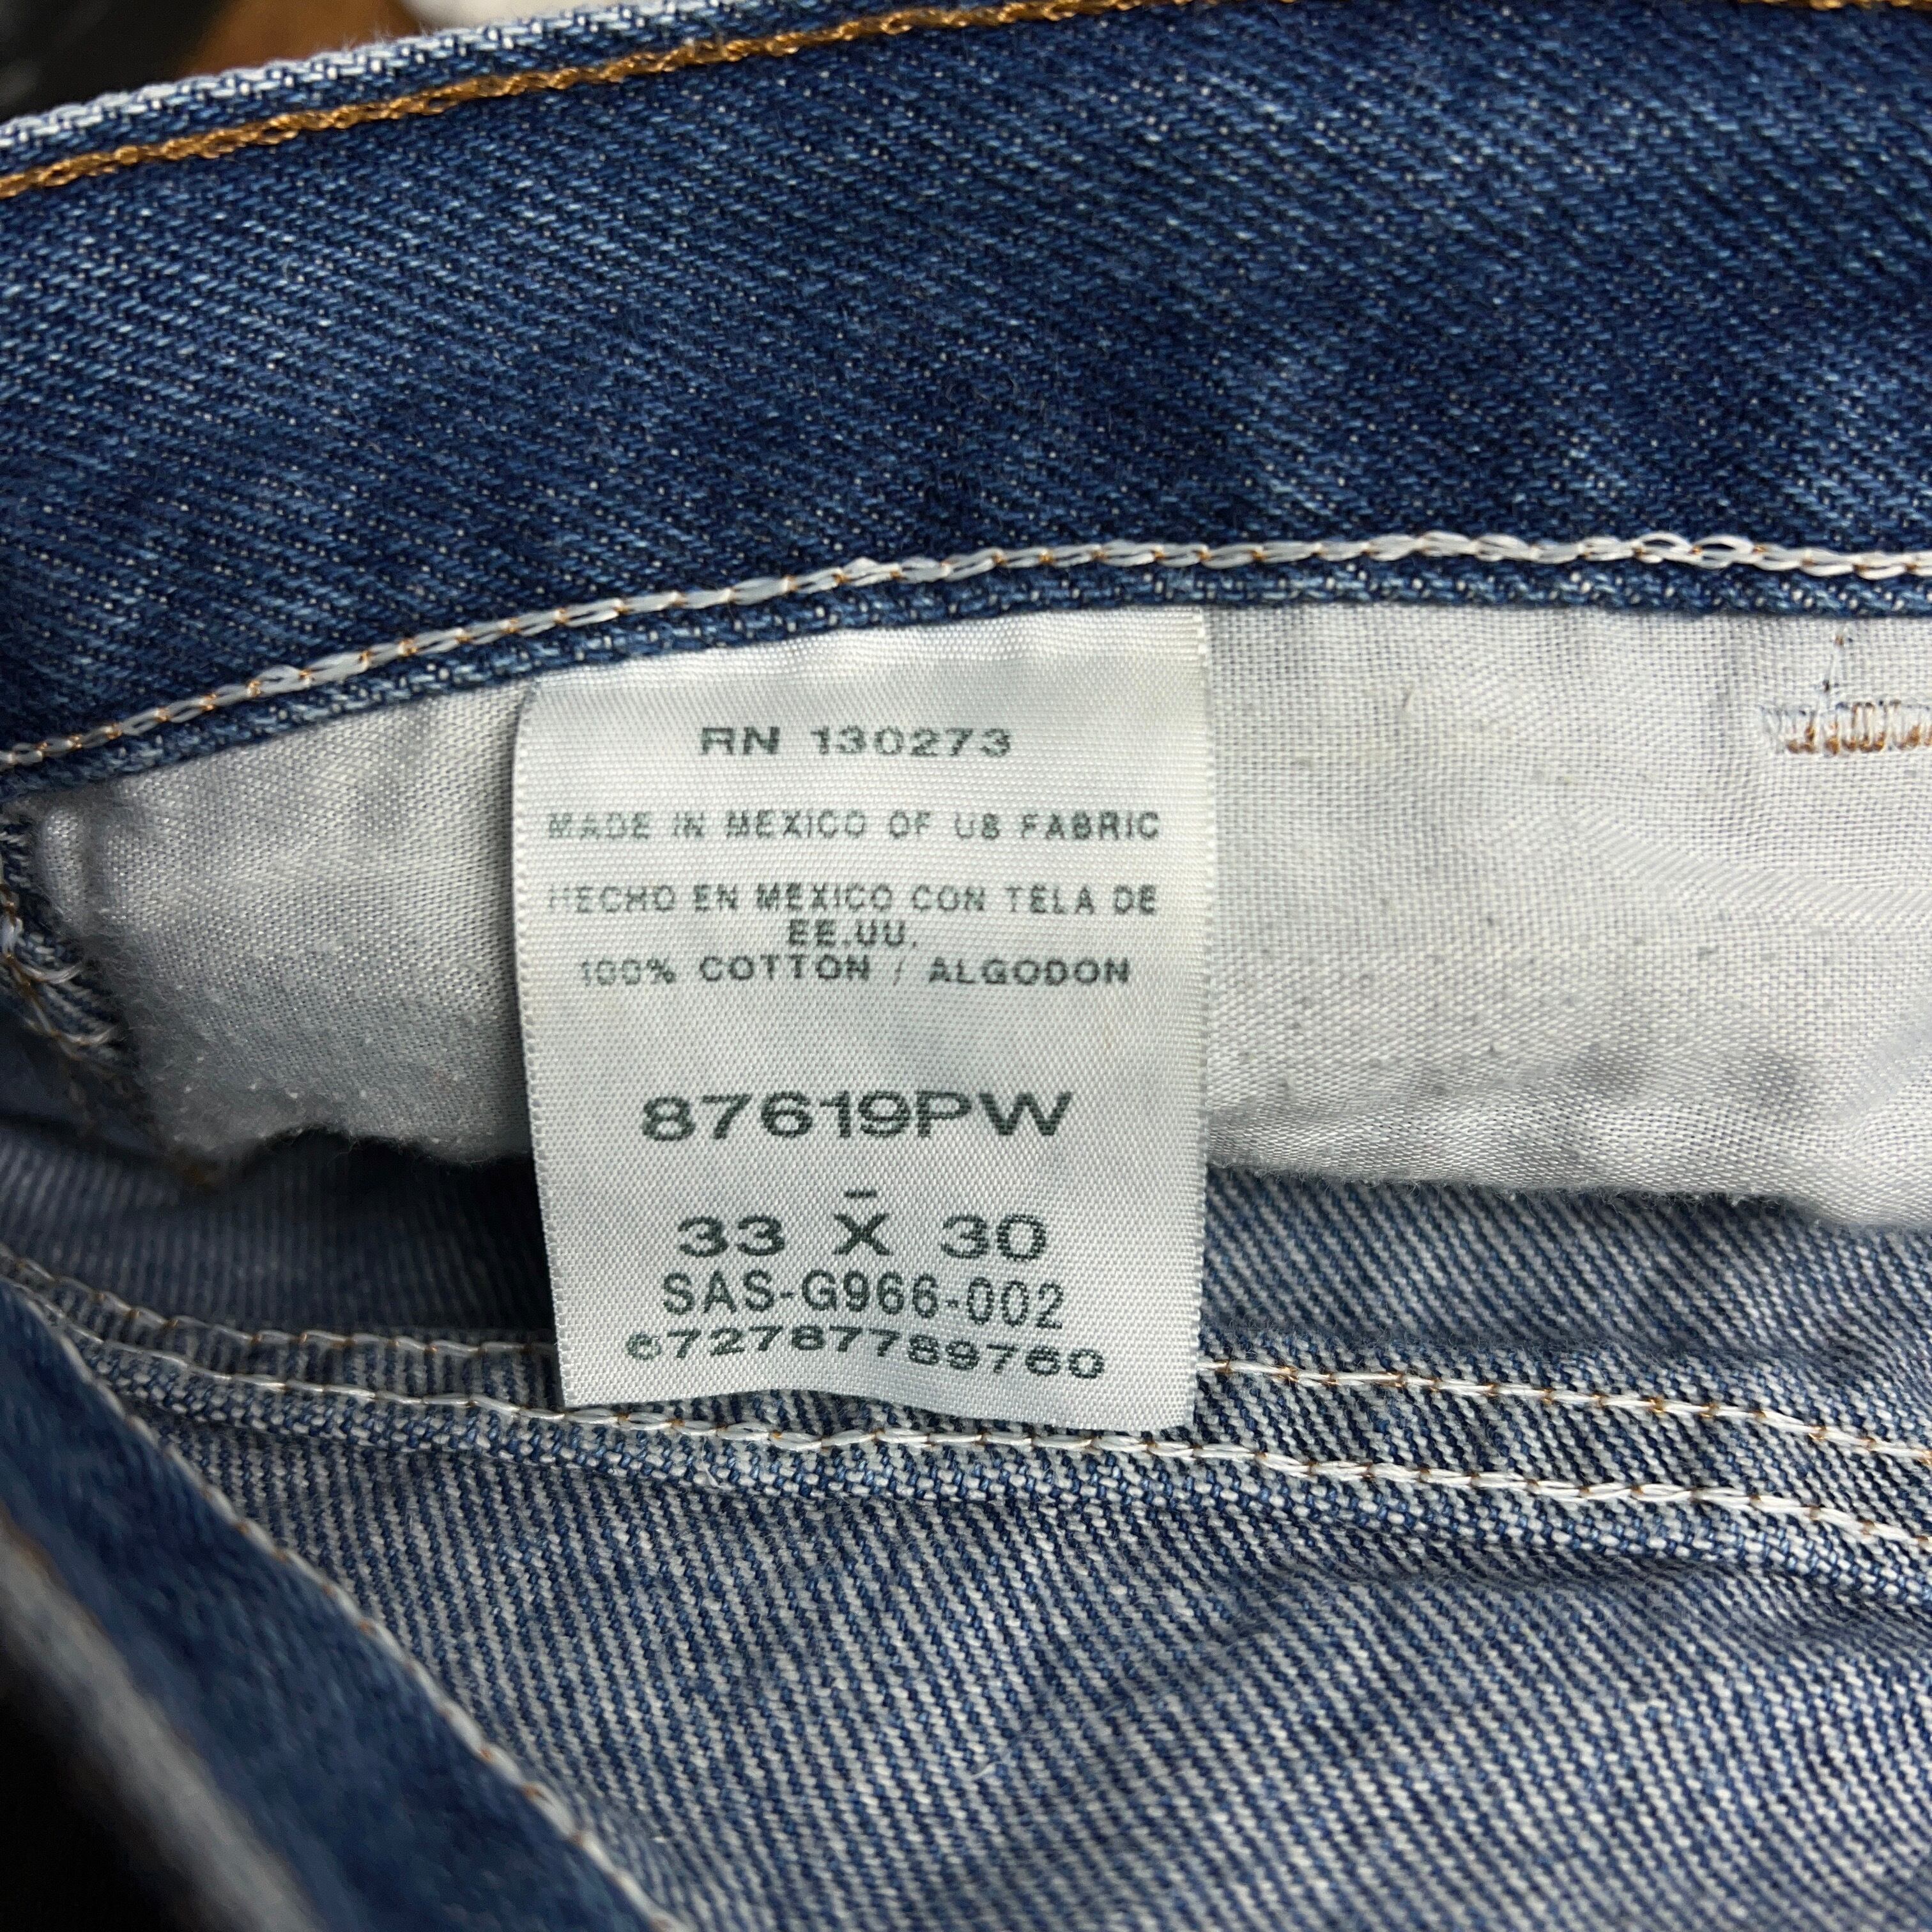 RN 130273
MADE IN MEXICO OF US FABRIC
HECHO EN MEXICO CON TELA DE
EE.UU.
100% COTTON / ALGODON
87619PW
33 X 30
SAS-G966-002
672787789760